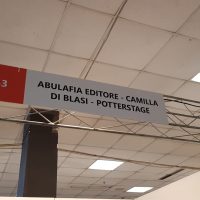 3
ABULAFIA EDITORE - CAMILLA
DI BLASI - POTTERSTAGE